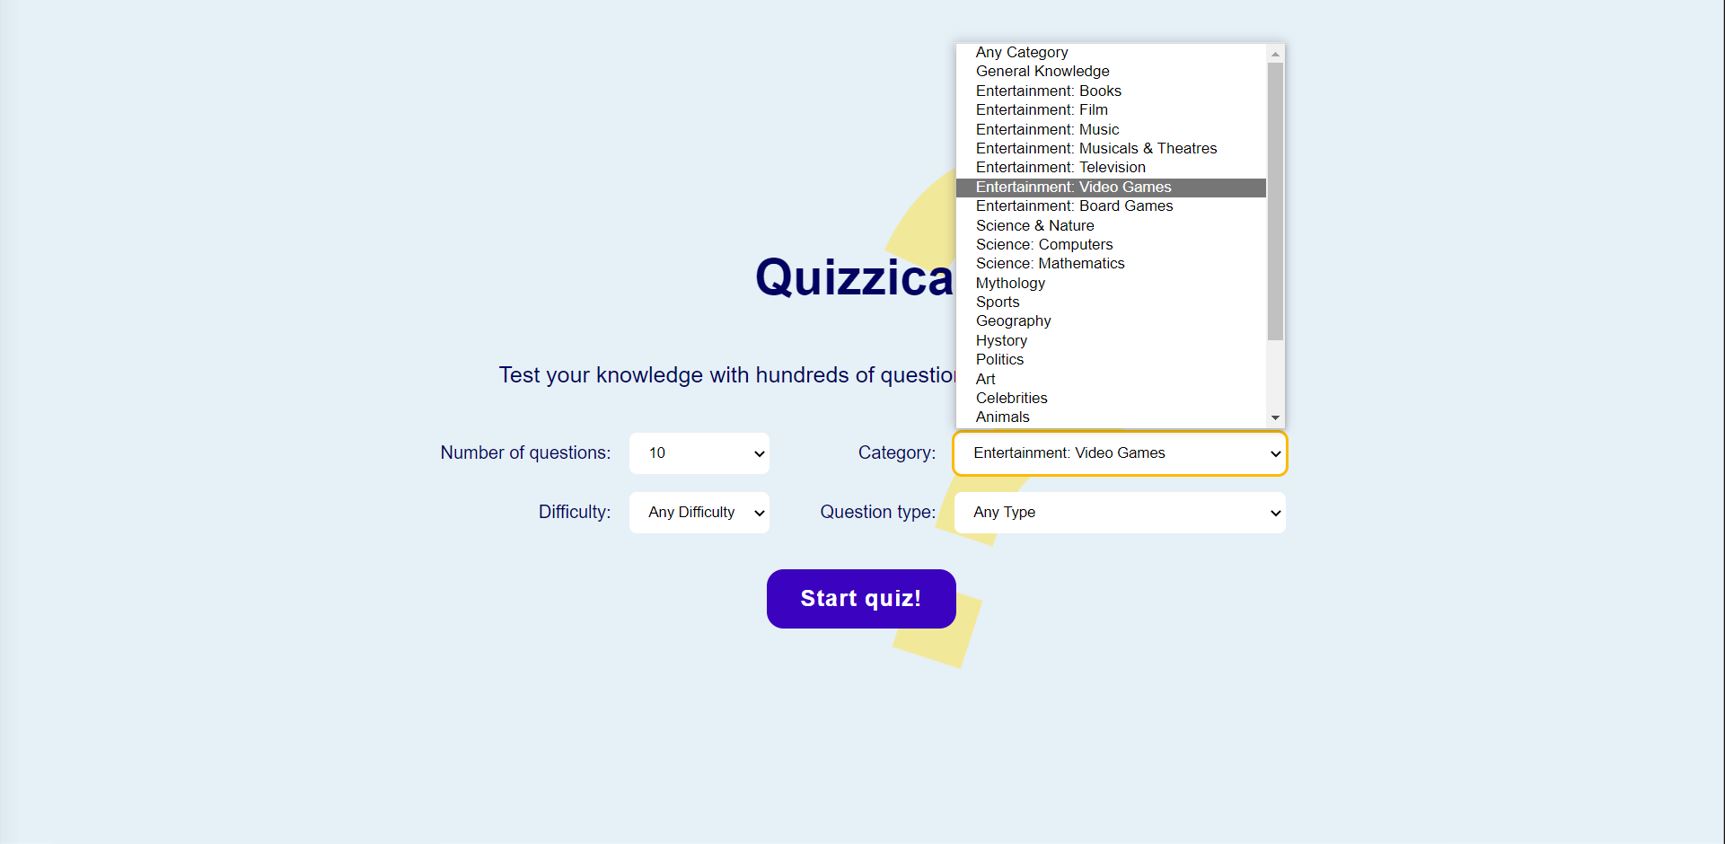 Any Category
General Knowledge
Entertainment: Books
Entertainment: Film
Entertainment: Music
Entertainment: Musicals & Theatres
Entertainment: Television
Entertainment: Video Games
Entertainment: Board Games
Science & Nature
Science: Computers
Science: Mathematics
Mythology
Sports
Geography
Hystory
Politics
Art
Celebrities
Animals
Quizzica
Test your knowledge with hundreds of question
Number of questions: 10 Category: Entertainment: Video Games
Difficulty: Any Difficulty Question type: Any Type
Start quiz!